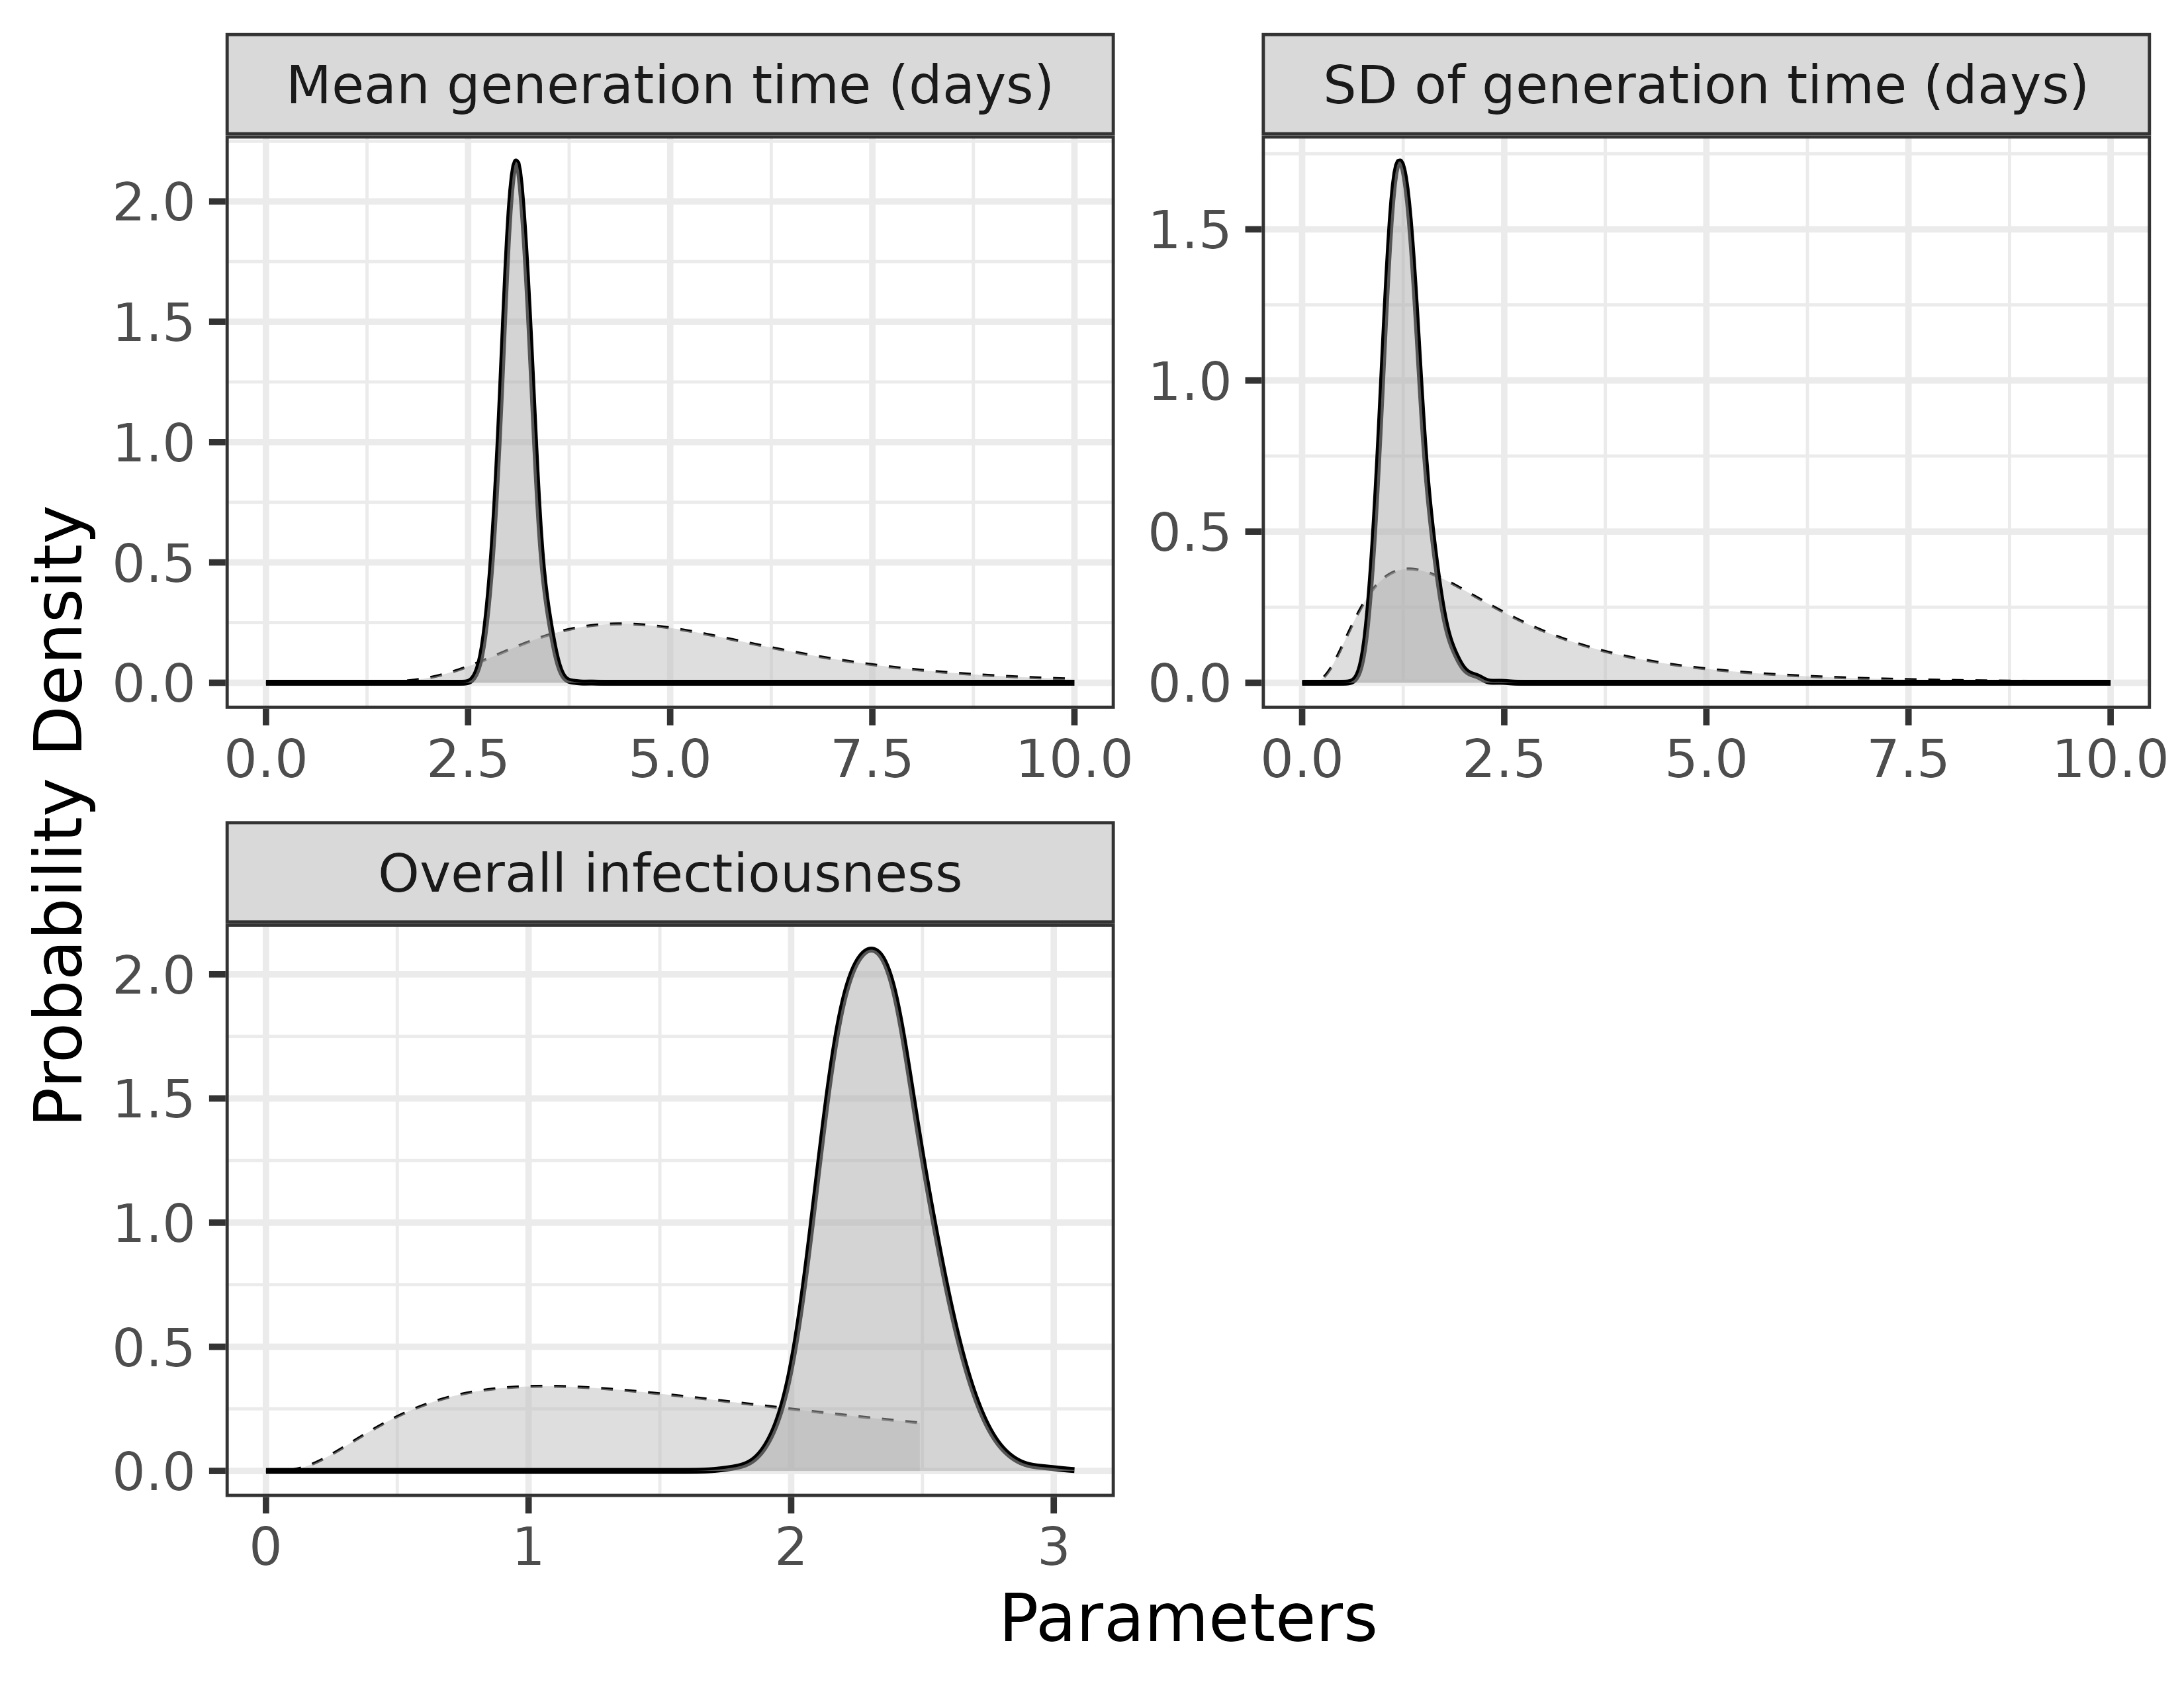 Mean generation time (days)
SD of generation time (days)
2.0
1.5
1.0
0.5
0.0
0.0 2.5 5.0 7.5 10.0
1.5
1.0
0.5
0.0
0.0 2.5 5.0 7.5 10.0
Probability Density
Overall infectiousness
2.0
1.5
1.0
0.5
0.0
0 1 2 3
Parameters